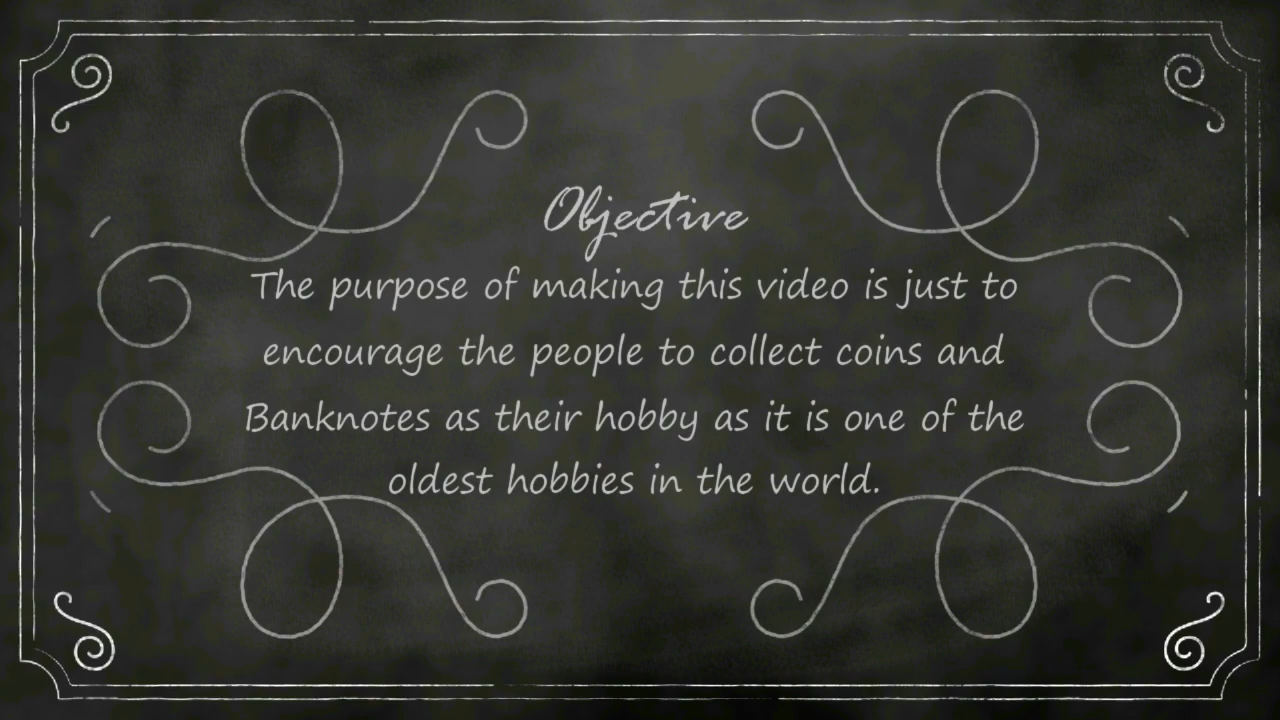 Objective
The purpose of making this video is just to
encourage the people to collect coins and
Banknotes as their hobby as it is one of the
oldest hobbies in the world.